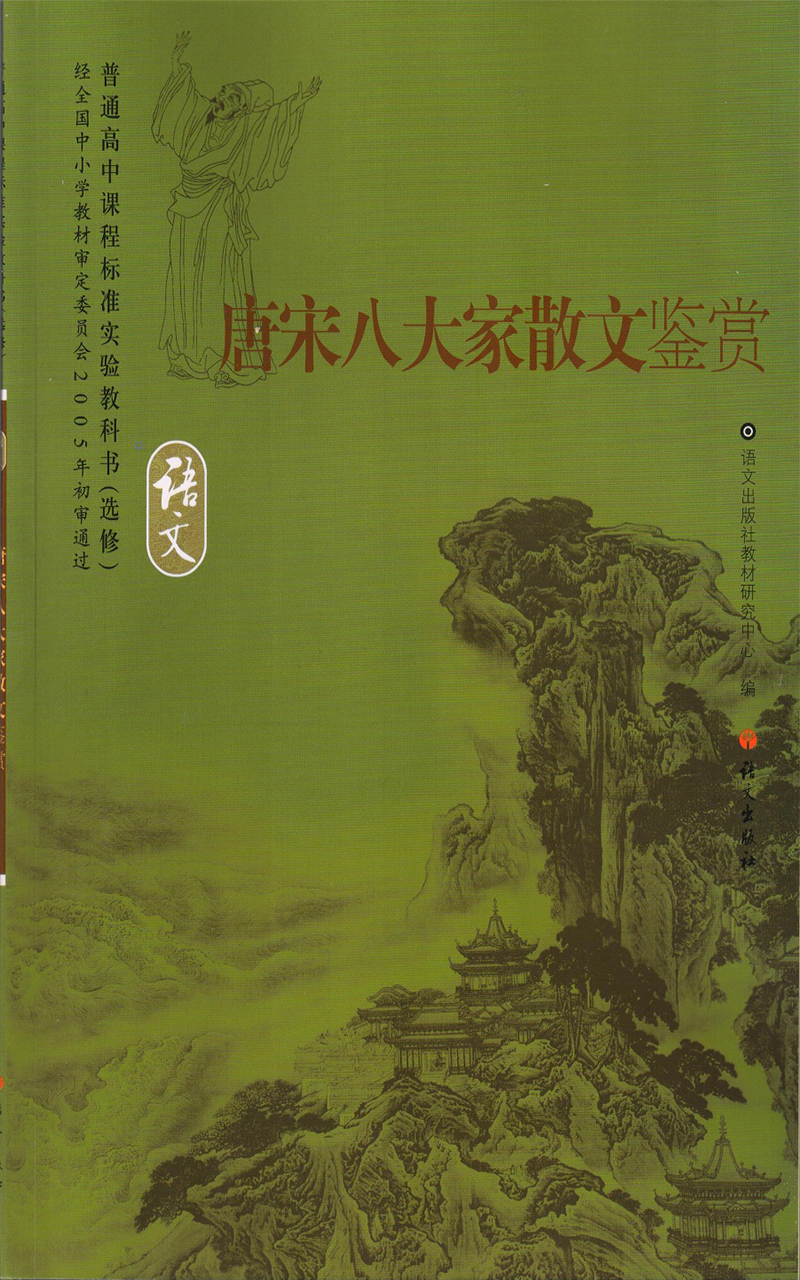 普通高中课程标准实验教科书(选修)
经全国中小学教材审定委员会2005年初审通过
唐宋八大家散文鉴赏
语文
语文出版社教材研究中心 编
语文出版社